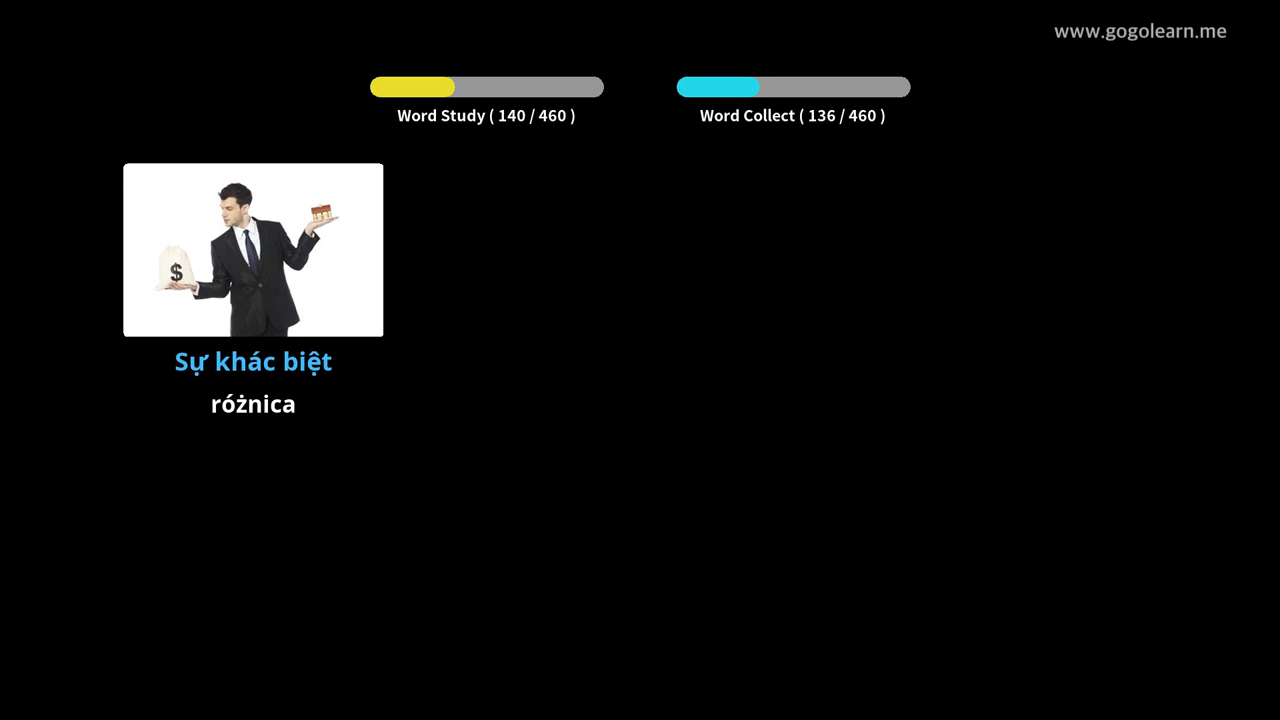 www.gogolearn.me
Word Study ( 140 / 460 )
Word Collect ( 136 / 460 )
$
Sự khác biệt
różnica